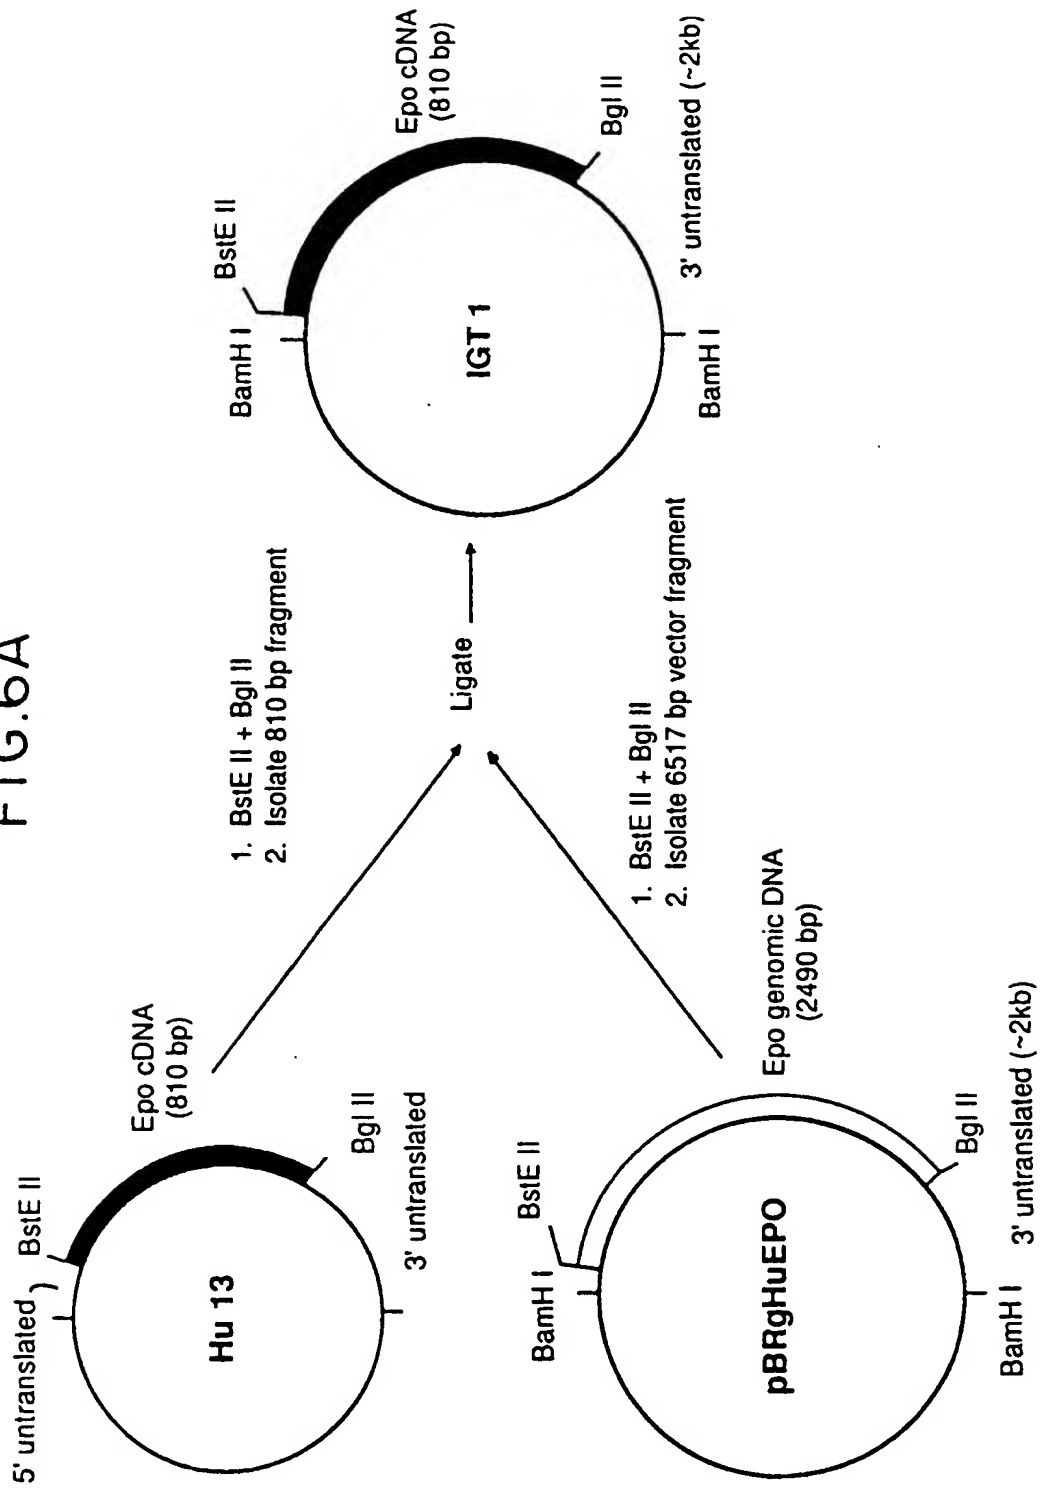 FIG.6A
5' untranslated
BstE II
Epo cDNA
(810 bp)
Hu 13
Bgl II
3' untranslated
1. BstE II + Bgl II
2. Isolate 810 bp fragment
Ligate
BamH I
BstE II
Epo genomic DNA
(2490 bp)
pBRgHuEPO
Bgl II
3' untranslated (~2kb)
BamH I
1. BstE II + Bgl II
2. Isolate 6517 bp vector fragment
BamH I
BstE II
Epo cDNA
(810 bp)
IGT 1
Bgl II
3' untranslated (~2kb)
BamH I